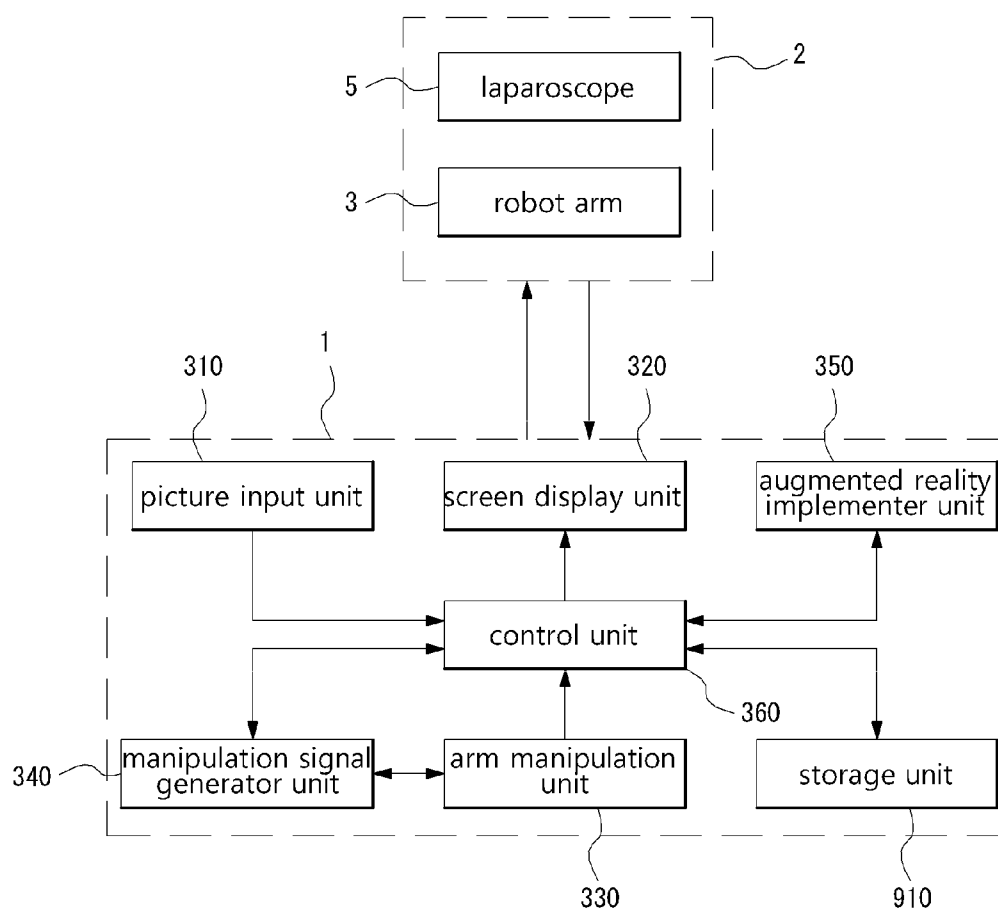 2
5
laparoscope
3
robot arm
1
310
320
350
picture input unit
screen display unit
augmented reality
implementer unit
control unit
360
340
manipulation signal
generator unit
arm manipulation
unit
storage unit
330
910